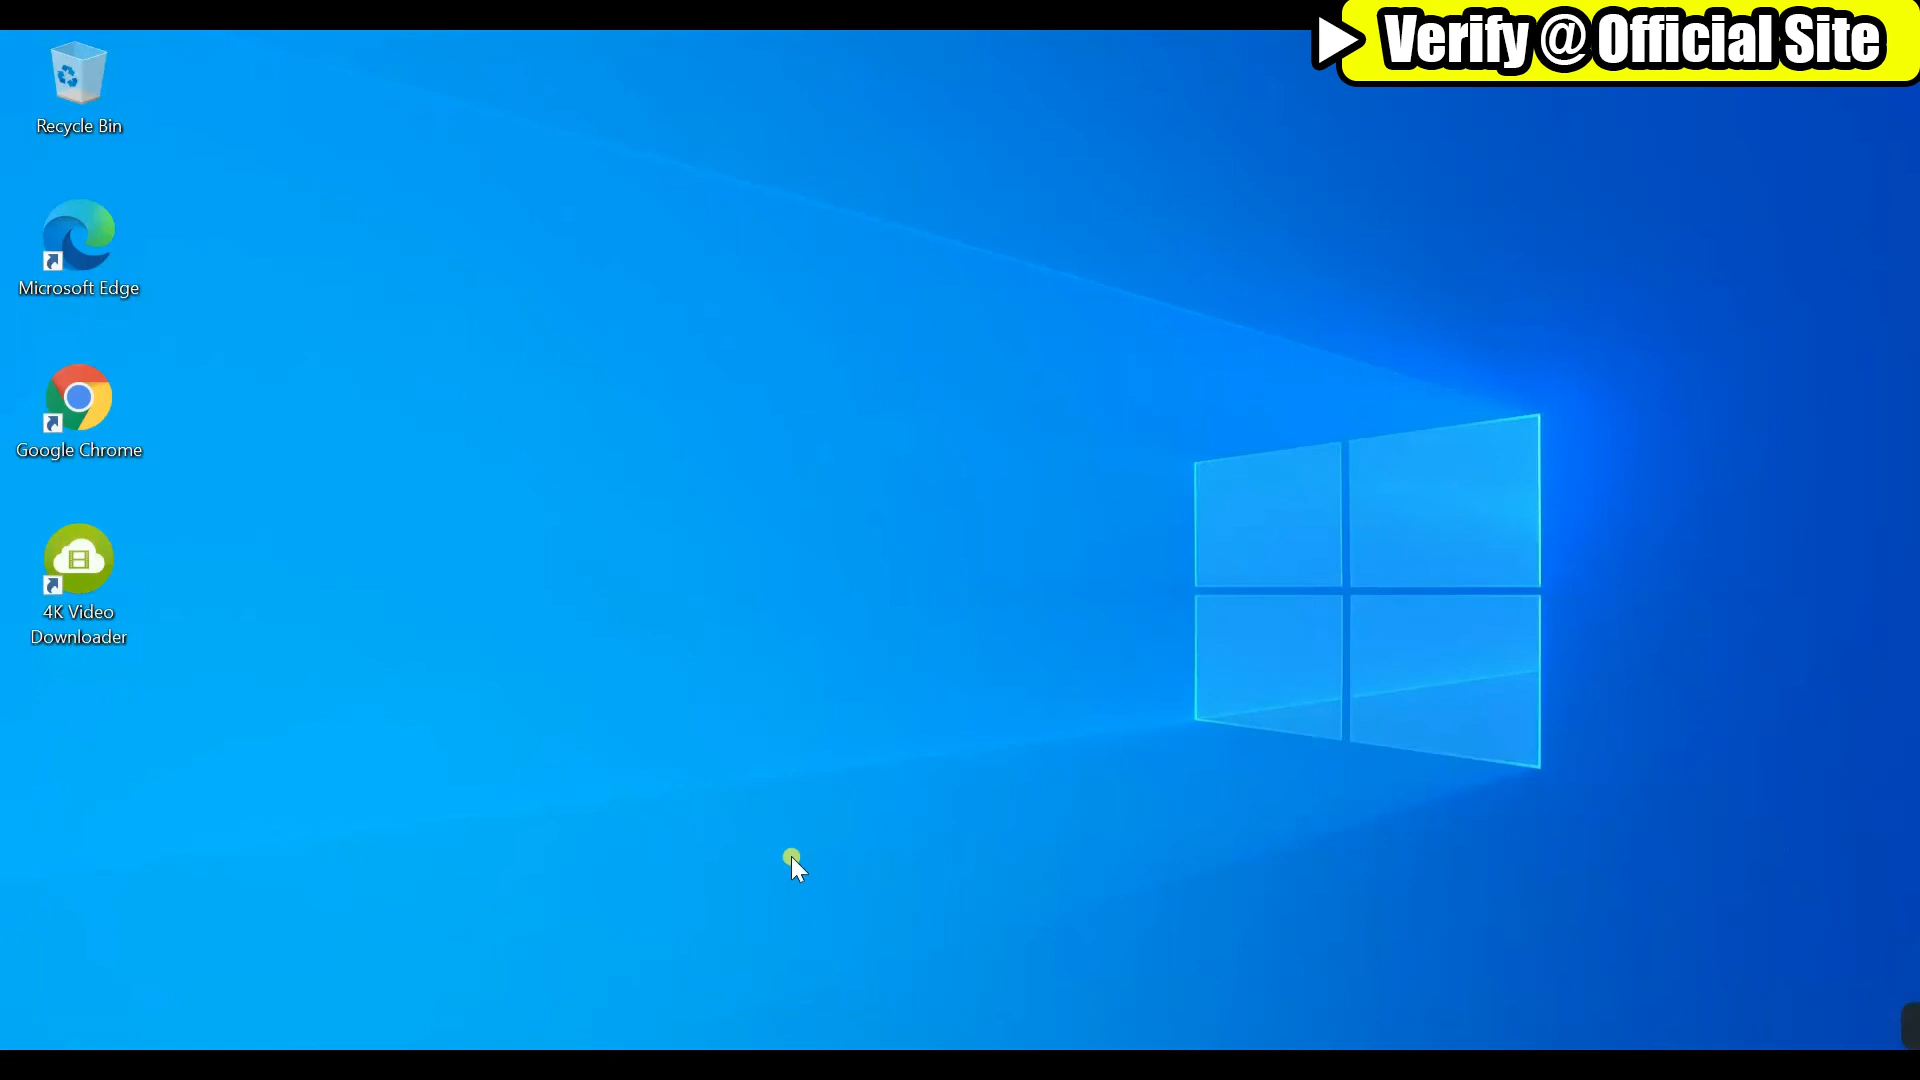 Verify @ Official Site
Recycle Bin
Microsoft Edge
Google Chrome
4K Video
Downloader